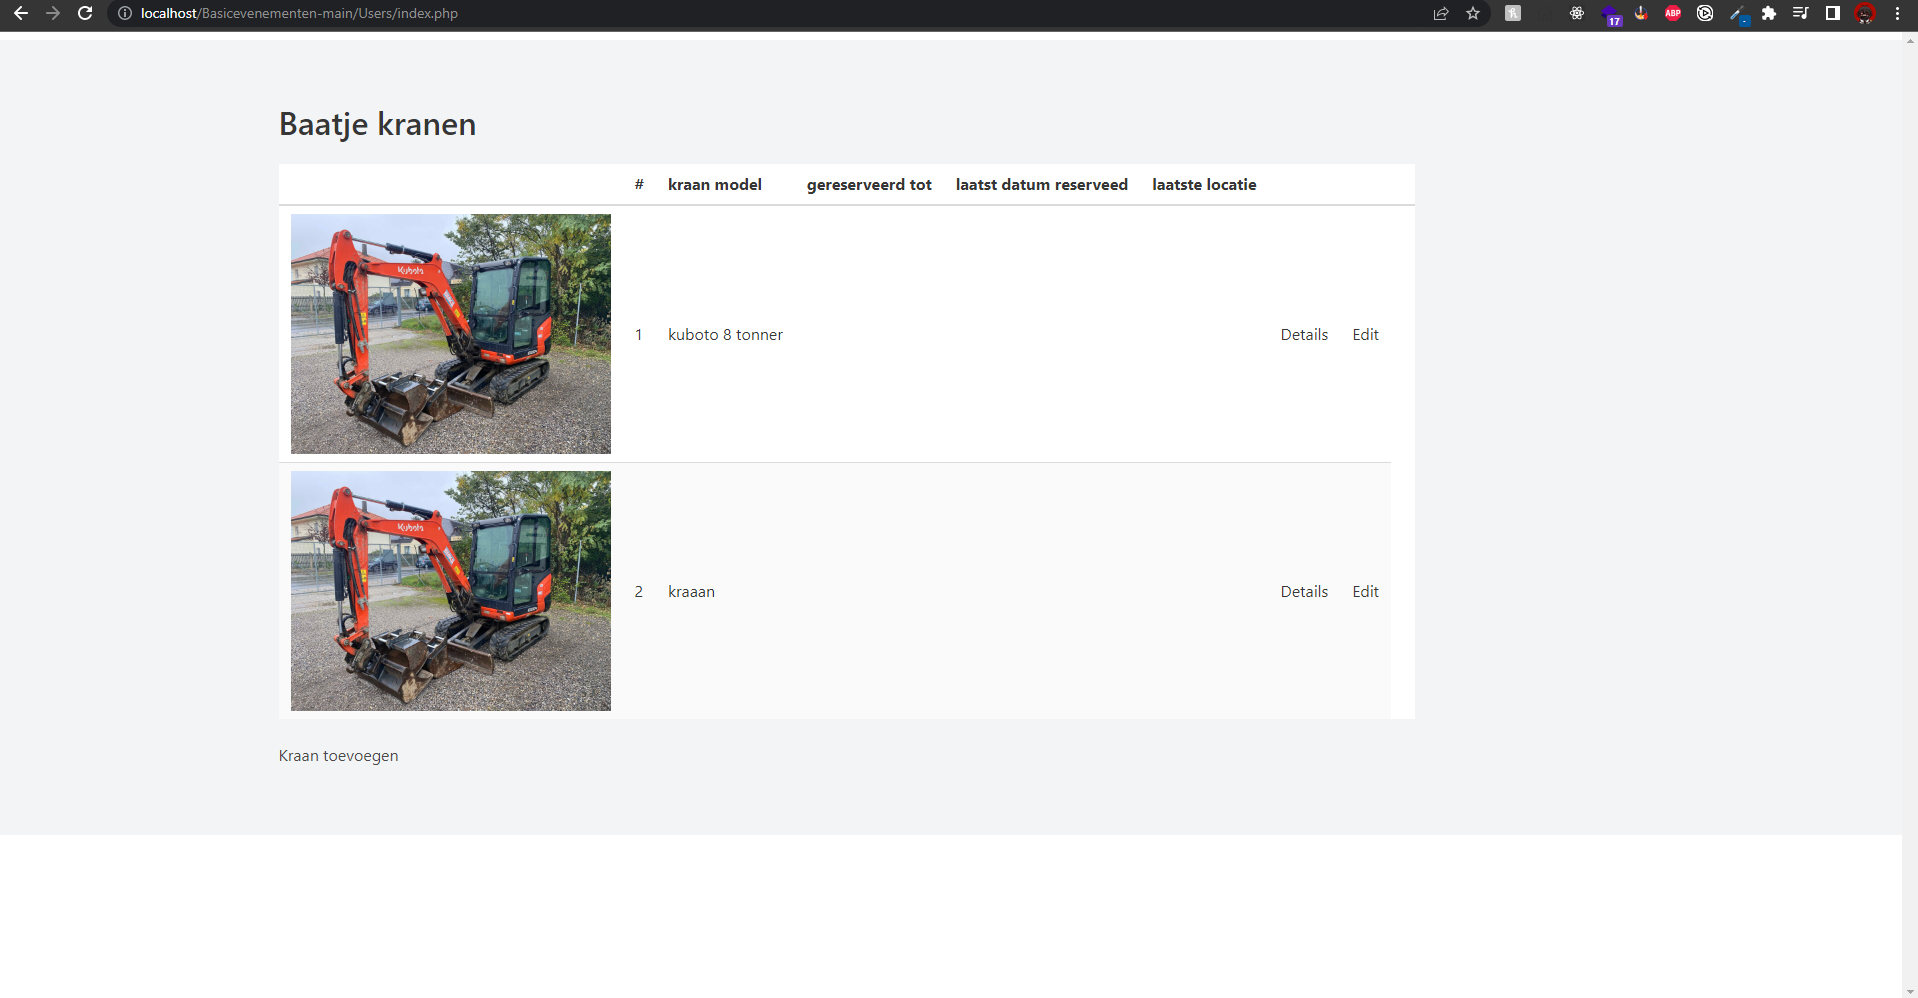 localhost/Basicevenementen-main/Users/index.php
17
ABP
Baatje kranen
# kraan model gereserveerd tot laatst datum reserveed laatste locatie
Kubota
1 kuboto 8 tonner Details Edit
Kubota
2 kraaan Details Edit
Kraan toevoegen